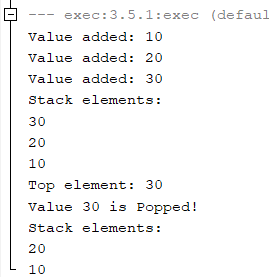 --- exec:3.5.1:exec (defaul
Value added: 10
Value added: 20
Value added: 30
Stack elements:
30
20
10
Top element: 30
Value 30 is Popped!
Stack elements:
20
10